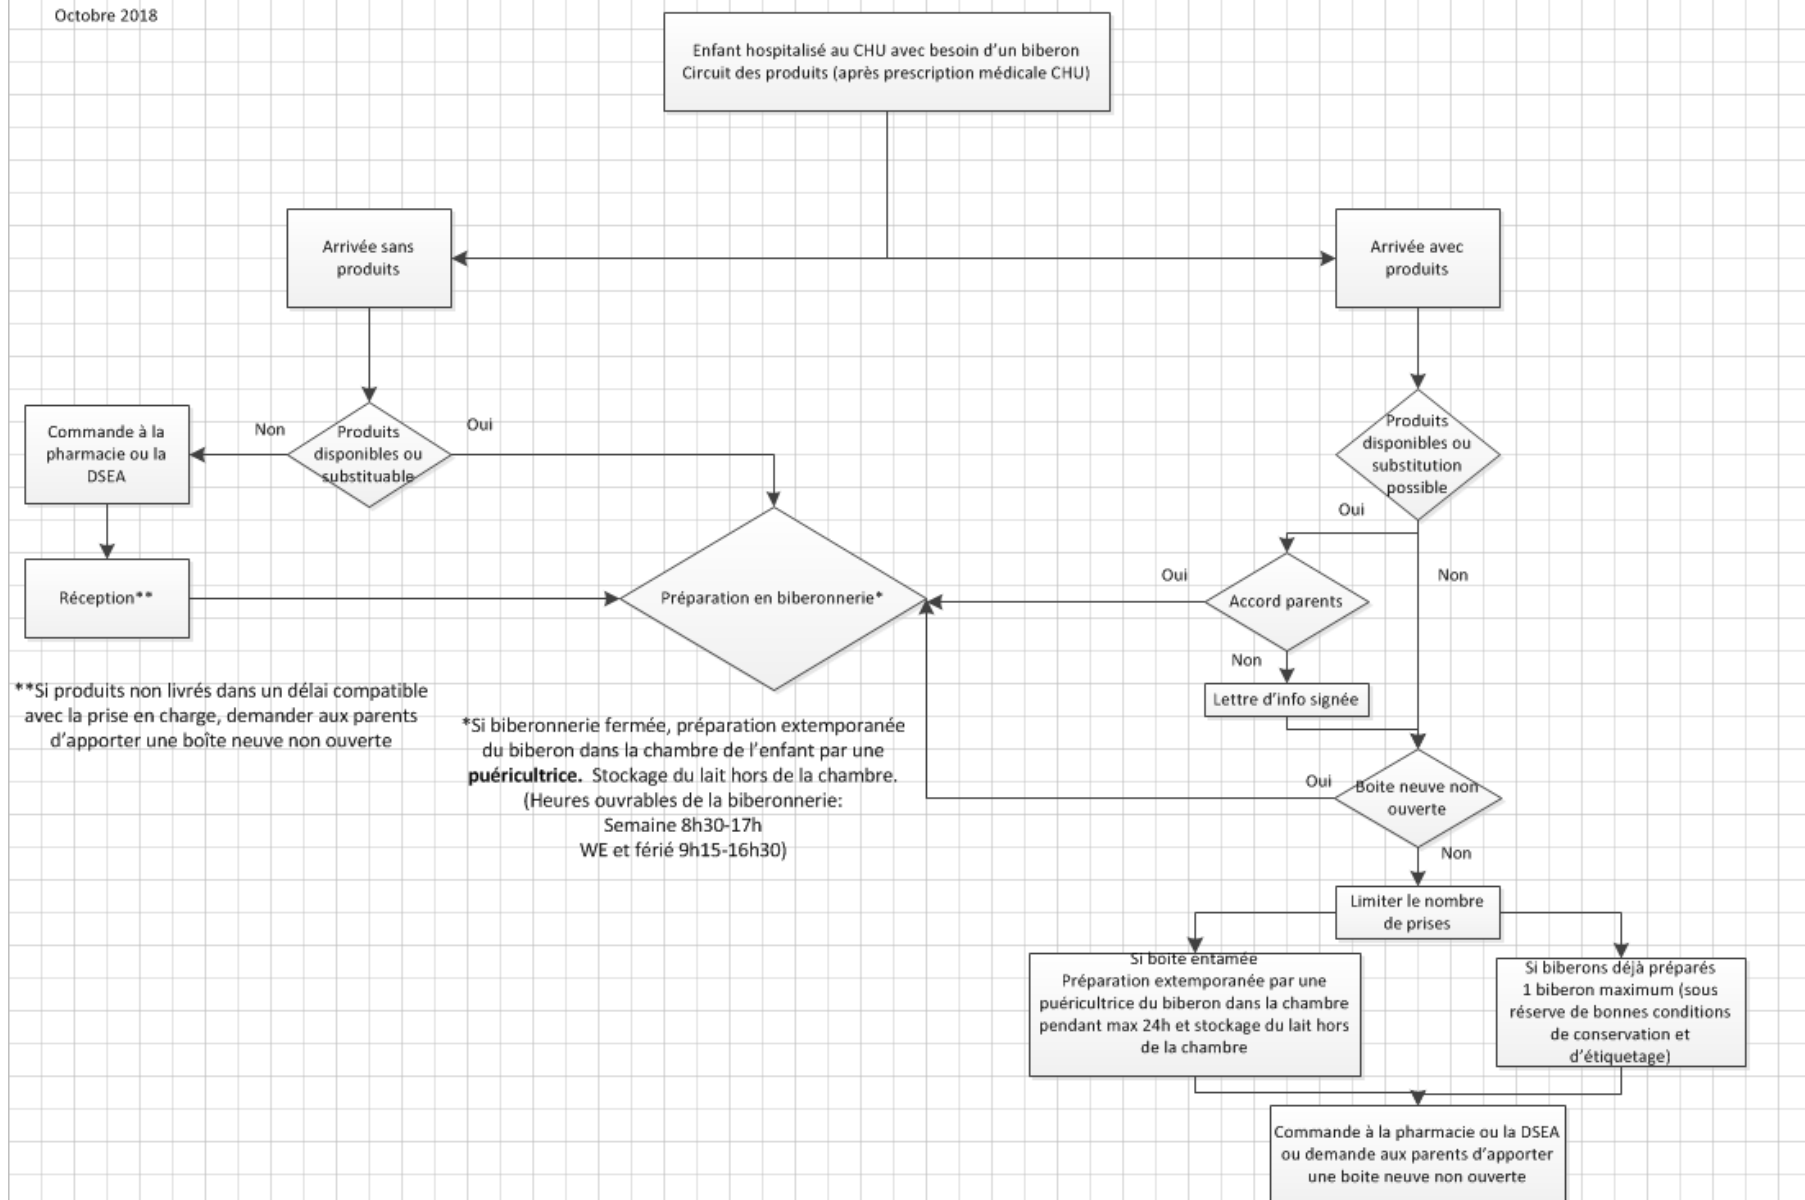 Octobre 2018
Enfant hospitalisé au CHU avec besoin d'un biberon
Circuit des produits (après prescription médicale CHU)
Arrivée sans
produits
Arrivée avec
produits
Commande à la
pharmacie ou la
DSEA
Non
Produits
disponibles ou
substituable
Oui
Produits
disponibles ou
substitution
possible
Oui
Non
Réception**
Préparation en biberonnerie*
Oui
Accord parents
Non
Lettre d'info signée
**Si produits non livrés dans un délai compatible
avec la prise en charge, demander aux parents
d'apporter une boîte neuve non ouverte
*Si biberonnerie fermée, préparation extemporanée
du biberon dans la chambre de l'enfant par une
puéricultrice. Stockage du lait hors de la chambre.
(Heures ouvrables de la biberonnerie:
Semaine 8h30-17h
WE et férié 9h15-16h30)
Oui
Boite neuve non
ouverte
Non
Limiter le nombre
de prises
Si boite entamée
Préparation extemporanée par une
puéricultrice du biberon dans la chambre
pendant max 24h et stockage du lait hors
de la chambre
Si biberons déjà préparés
1 biberon maximum (sous
réserve de bonnes conditions
de conservation et
d'étiquetage)
Commande à la pharmacie ou la DSEA
ou demande aux parents d'apporter
une boite neuve non ouverte